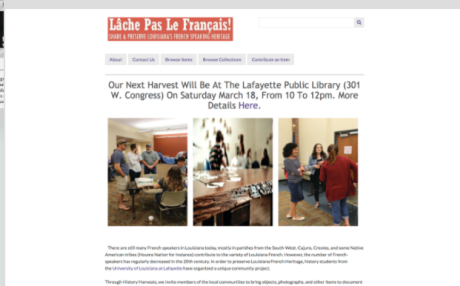 Lâche Pas Le Français!
SHARE & PRESERVE LOUISIANA'S FRENCH SPEAKING HERITAGE
About
Contact Us
Browse Items
Browse Collections
Contribute an Item
Our Next Harvest Will Be At The Lafayette Public Library (301
W. Congress) On Saturday March 18, From 10 To 12pm. More
Details Here.
There are still many French speakers in Louisiana today, mostly in parishes from the South West. Cajuns, Creoles, and some Native
American tribes (Houma Nation for instance) contribute to the variety of Louisiana French. However, the number of French-
speakers has regularly decreased in the 20th century. In order to preserve Louisiana French Heritage, history students from
the University of Louisiana at Lafayette have organized a unique community project.
Through History Harvests, we invite members of the local communities to bring objects, photographs, and other items to document